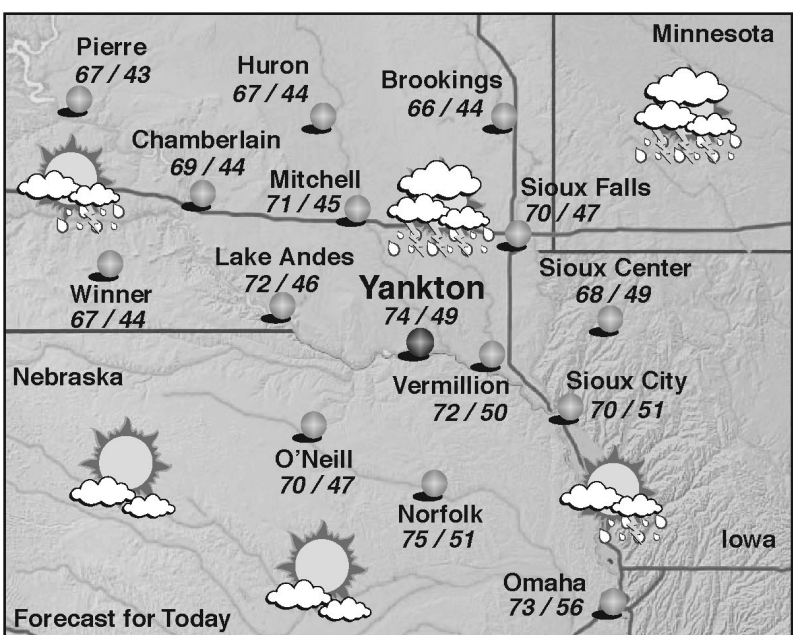 Minnesota
Pierre
67 / 43
Huron
67 / 44
Brookings
66 / 44
Chamberlain
69 / 44
Mitchell
71 / 45
Sioux Falls
70 / 47
Lake Andes
72 / 46
Sioux Center
68 / 49
Winner
67 / 44
Yankton
74 / 49
Nebraska
Vermillion
72 / 50
Sioux City
70 / 51
O'Neill
70 / 47
Norfolk
75 / 51
Iowa
Omaha
73 / 56
Forecast for Today